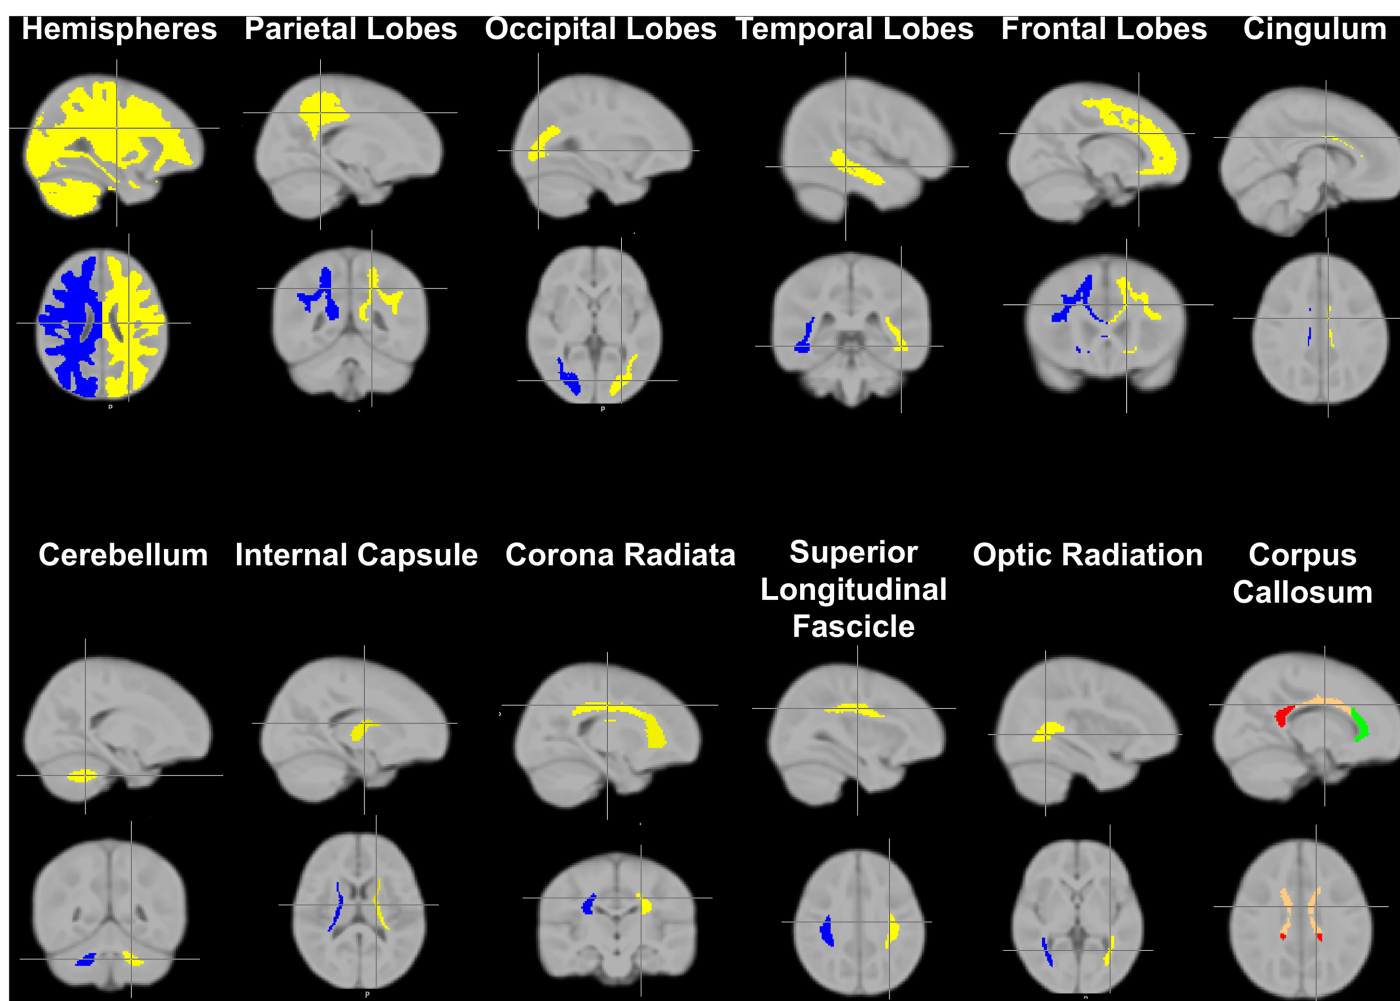 Hemispheres
Parietal Lobes
Occipital Lobes
Temporal Lobes
Frontal Lobes
Cingulum
P
P
Cerebellum
Internal Capsule
Corona Radiata
Superior
Longitudinal
Fascicle
Optic Radiation
Corpus
Callosum
P